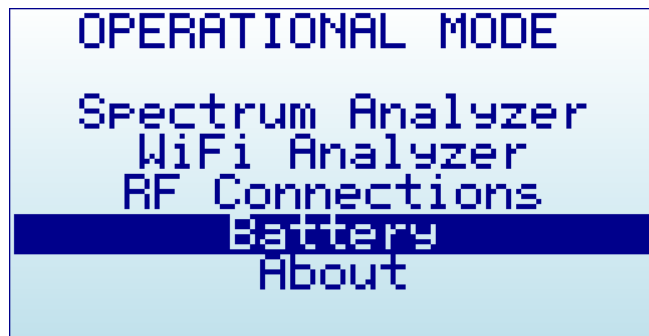 OPERATIONAL MODE
Spectrum Analyzer
WiFi Analyzer
RF Connections
Battery
About